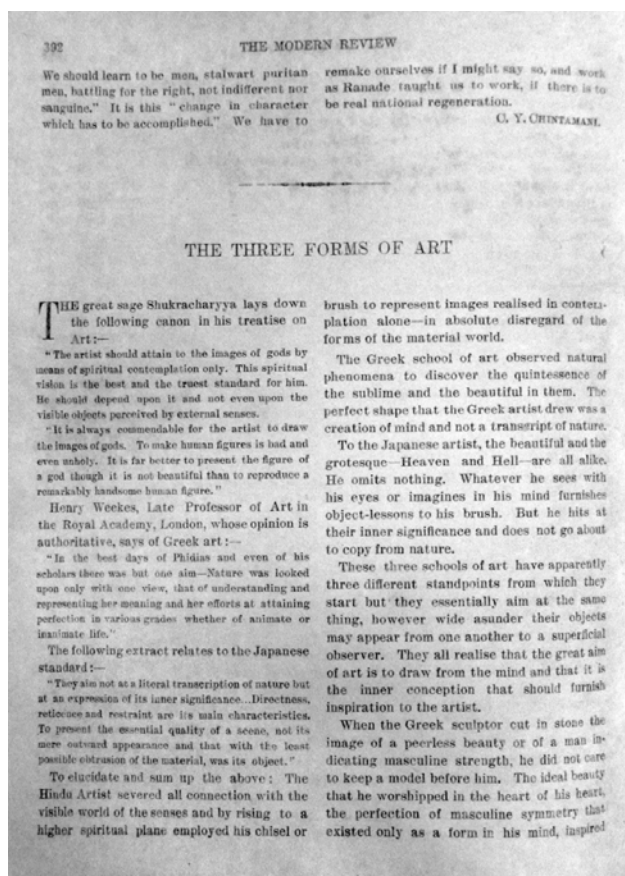 392
THE MODERN REVIEW
We should learn to be men, stalwart puritan
men, battling for the right, not indifferent nor
sanguine." It is this "change in character
which has to be accomplished." We have to
remake ourselves if I might say so, and work
as Ranade taught us to work, if there is to
be real national regeneration.
C. Y. CHINTAMANI.
THE THREE FORMS OF ART
THE great sage Shukracharyya lays down
the following canon in his treatise on
Art:—
"The artist should attain to the images of gods by
means of spiritual contemplation only. This spiritual
vision is the best and the truest standard for him.
He should depend upon it and not even upon the
visible objects perceived by external senses.
"It is always commendable for the artist to draw
the images of gods. To make human figures is bad and
even unholy. It is far better to present the figure of
a god though it is not beautiful than to reproduce a
remarkably handsome human figure."
Henry Weekes, Late Professor of Art in
the Royal Academy, London, whose opinion is
authoritative, says of Greek art:—
"In the best days of Phidias and even of his
scholars there was but one aim—Nature was looked
upon only with one view, that of understanding and
representing her meaning and her efforts at attaining
perfection in various grades whether of animate or
inanimate life."
The following extract relates to the Japanese
standard:—
"They aim not at a literal transcription of nature but
at an expression of its inner significance...Directness,
reticence and restraint are its main characteristics.
To present the essential quality of a scene, not its
mere outward appearance and that with the least
possible obtrusion of the material, was its object."
To elucidate and sum up the above: The
Hindu Artist severed all connection with the
visible world of the senses and by rising to a
higher spiritual plane employed his chisel or
brush to represent images realised in contem-
plation alone—in absolute disregard of the
forms of the material world.
The Greek school of art observed natural
phenomena to discover the quintessence of
the sublime and the beautiful in them. The
perfect shape that the Greek artist drew was a
creation of mind and not a transcript of nature.
To the Japanese artist, the beautiful and the
grotesque—Heaven and Hell—are all alike.
He omits nothing. Whatever he sees with
his eyes or imagines in his mind furnishes
object-lessons to his brush. But he hits at
their inner significance and does not go about
to copy from nature.
These three schools of art have apparently
three different standpoints from which they
start but they essentially aim at the same
thing, however wide asunder their objects
may appear from one another to a superficial
observer. They all realise that the great aim
of art is to draw from the mind and that it is
the inner conception that should furnish
inspiration to the artist.
When the Greek sculptor cut in stone the
image of a peerless beauty or of a man in-
dicating masculine strength, he did not care
to keep a model before him. The ideal beauty
that he worshipped in the heart of his heart,
the perfection of masculine symmetry that
existed only as a form in his mind, inspired